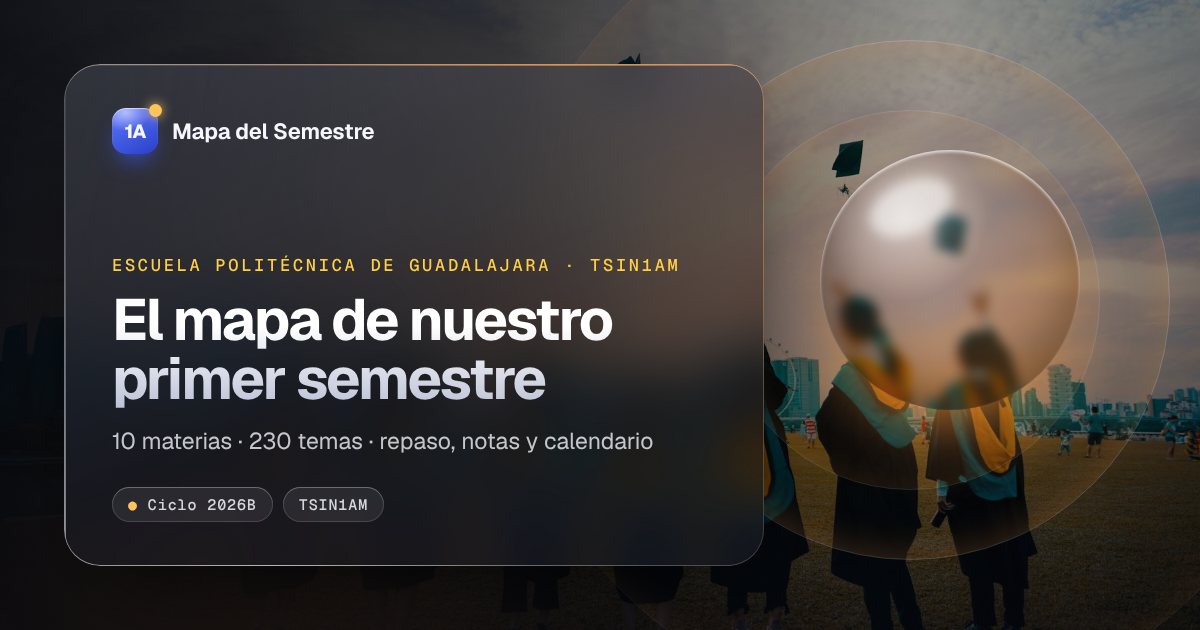 1A Mapa del Semestre
ESCUELA POLITÉCNICA DE GUADALAJARA · TSIN1AM
El mapa de nuestro
primer semestre
10 materias · 230 temas · repaso, notas y calendario
Ciclo 2026B TSIN1AM